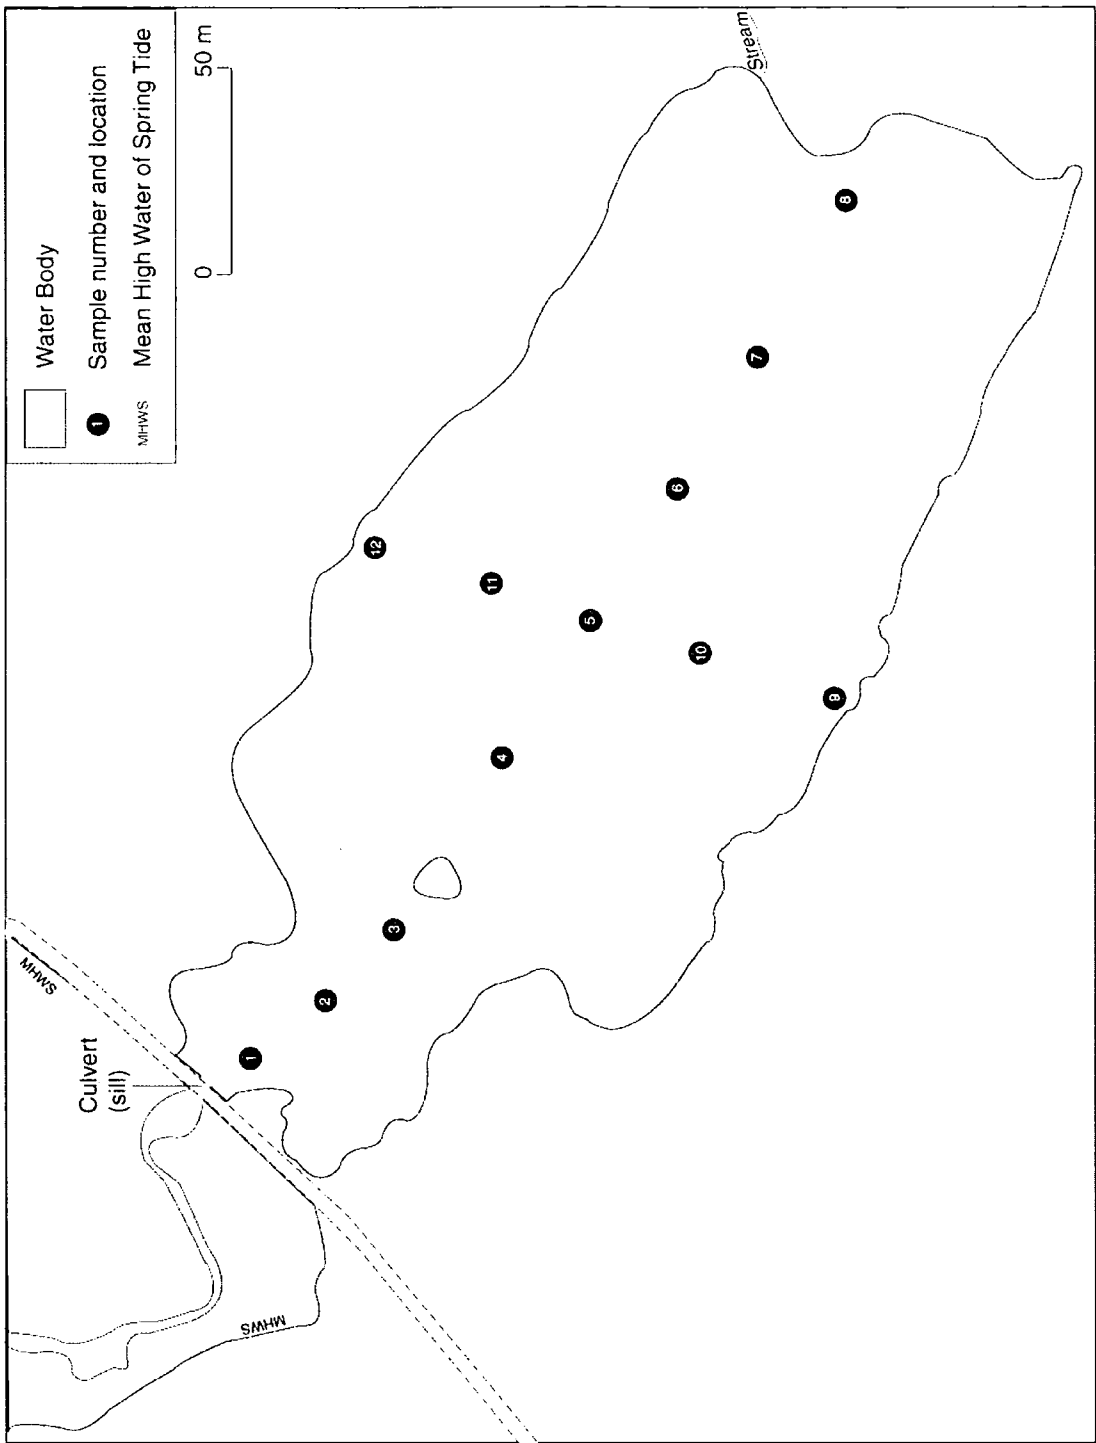 Water Body
1 Sample number and location
MHWS Mean High Water of Spring Tide
0 50 m
Stream
MHWS
Culvert
(sill)
MHWS
1
2
3
4
5
6
7
8
9
10
11
12